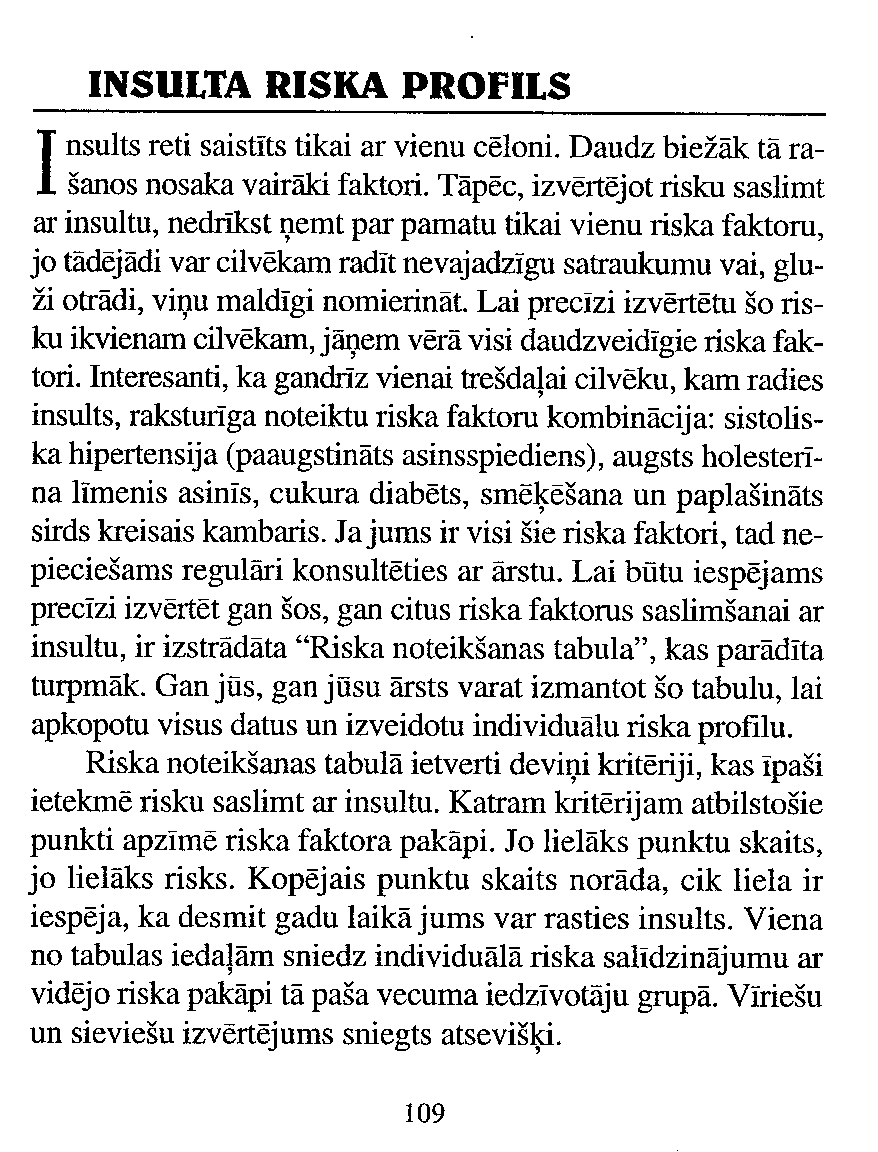 INSULTA RISKA PROFILS
Insults reti saistīts tikai ar vienu cēloni. Daudz biežāk tā ra-
šanos nosaka vairāki faktori. Tāpēc, izvērtējot risku saslimt
ar insultu, nedrīkst ņemt par pamatu tikai vienu riska faktoru,
jo tādējādi var cilvēkam radīt nevajadzīgu satraukumu vai, glu-
ži otrādi, viņu maldīgi nomierināt. Lai precīzi izvērtētu šo ris-
ku ikvienam cilvēkam, jāņem vērā visi daudzveidīgie riska fak-
tori. Interesanti, ka gandrīz vienai trešdaļai cilvēku, kam radies
insults, raksturīga noteiktu riska faktoru kombinācija: sistolis-
ka hipertensija (paaugstināts asinsspiediens), augsts holesterī-
na līmenis asinīs, cukura diabēts, smēķēšana un paplašināts
sirds kreisais kambaris. Ja jums ir visi šie riska faktori, tad ne-
pieciešams regulāri konsultēties ar ārstu. Lai būtu iespējams
precīzi izvērtēt gan šos, gan citus riska faktorus saslimšanai ar
insultu, ir izstrādāta “Riska noteikšanas tabula”, kas parādīta
turpmāk. Gan jūs, gan jūsu ārsts varat izmantot šo tabulu, lai
apkopotu visus datus un izveidotu individuālu riska profilu.
Riska noteikšanas tabulā ietverti deviņi kritēriji, kas īpaši
ietekmē risku saslimt ar insultu. Katram kritērijam atbilstošie
punkti apzīmē riska faktora pakāpi. Jo lielāks punktu skaits,
jo lielāks risks. Kopējais punktu skaits norāda, cik liela ir
iespēja, ka desmit gadu laikā jums var rasties insults. Viena
no tabulas iedaļām sniedz individuālā riska salīdzinājumu ar
vidējo riska pakāpi tā paša vecuma iedzīvotāju grupā. Vīriešu
un sieviešu izvērtējums sniegts atsevišķi.
109